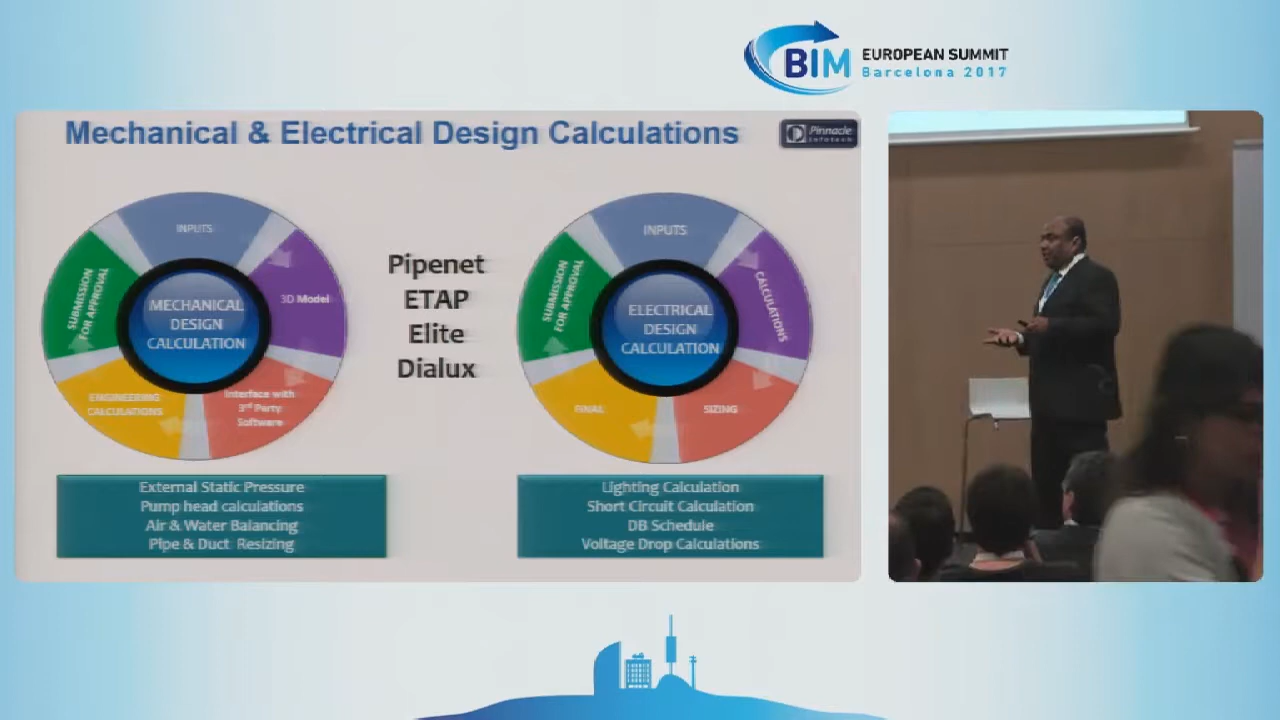 BIM
EUROPEAN SUMMIT
Barcelona 2017
Mechanical & Electrical Design Calculations
Pinnacle
Infotech
INPUTS
3D Model
Interface with
3rd Party
Software
ENGINEERING
CALCULATIONS
SUBMISSION
FOR APPROVAL
MECHANICAL
DESIGN
CALCULATION
Pipenet
ETAP
Elite
Dialux
INPUTS
CALCULATIONS
SIZING
FINAL
SUBMISSION
FOR APPROVAL
ELECTRICAL
DESIGN
CALCULATION
External Static Pressure
Pump head calculations
Air & Water Balancing
Pipe & Duct Resizing
Lighting Calculation
Short Circuit Calculation
DB Schedule
Voltage Drop Calculations